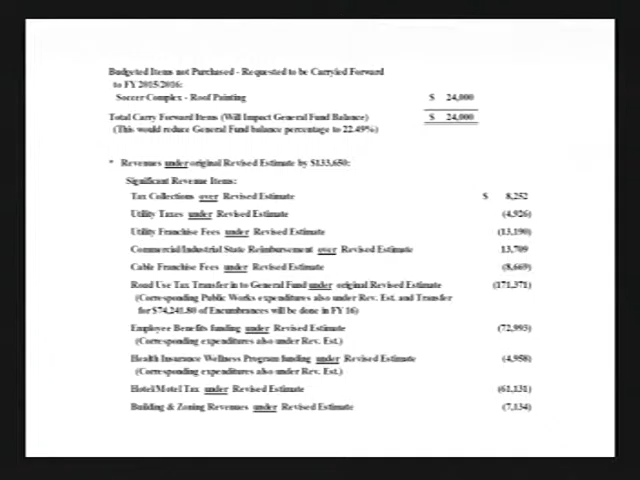 Budgeted Items not Purchased - Requested to be Carryied Forward
to FY 2015/2016:
Soccer Complex - Roof Painting $ 24,000
Total Carry Forward Items (Will Impact General Fund Balance) $ 24,000
(This would reduce General Fund balance percentage to 22.49%)
* Revenues under original Revised Estimate by $133,650:
Significant Revenue Items:
Tax Collections over Revised Estimate $ 8,252
Utility Taxes under Revised Estimate (4,926)
Utility Franchise Fees under Revised Estimate (13,190)
Commercial/Industrial State Reimbursement over Revised Estimate 13,709
Cable Franchise Fees under Revised Estimate (8,669)
Road Use Tax Transfer in to General Fund under original Revised Estimate (171,371)
(Corresponding Public Works expenditures also under Rev. Est. and Transfer
for $74,241.80 of Encumbrances will be done in FY 16)
Employee Benefits funding under Revised Estimate (72,993)
(Corresponding expenditures also under Rev. Est.)
Health Insurance Wellness Program funding under Revised Estimate (4,958)
(Corresponding expenditures also under Rev. Est.)
Hotel/Motel Tax under Revised Estimate (61,131)
Building & Zoning Revenues under Revised Estimate (7,134)